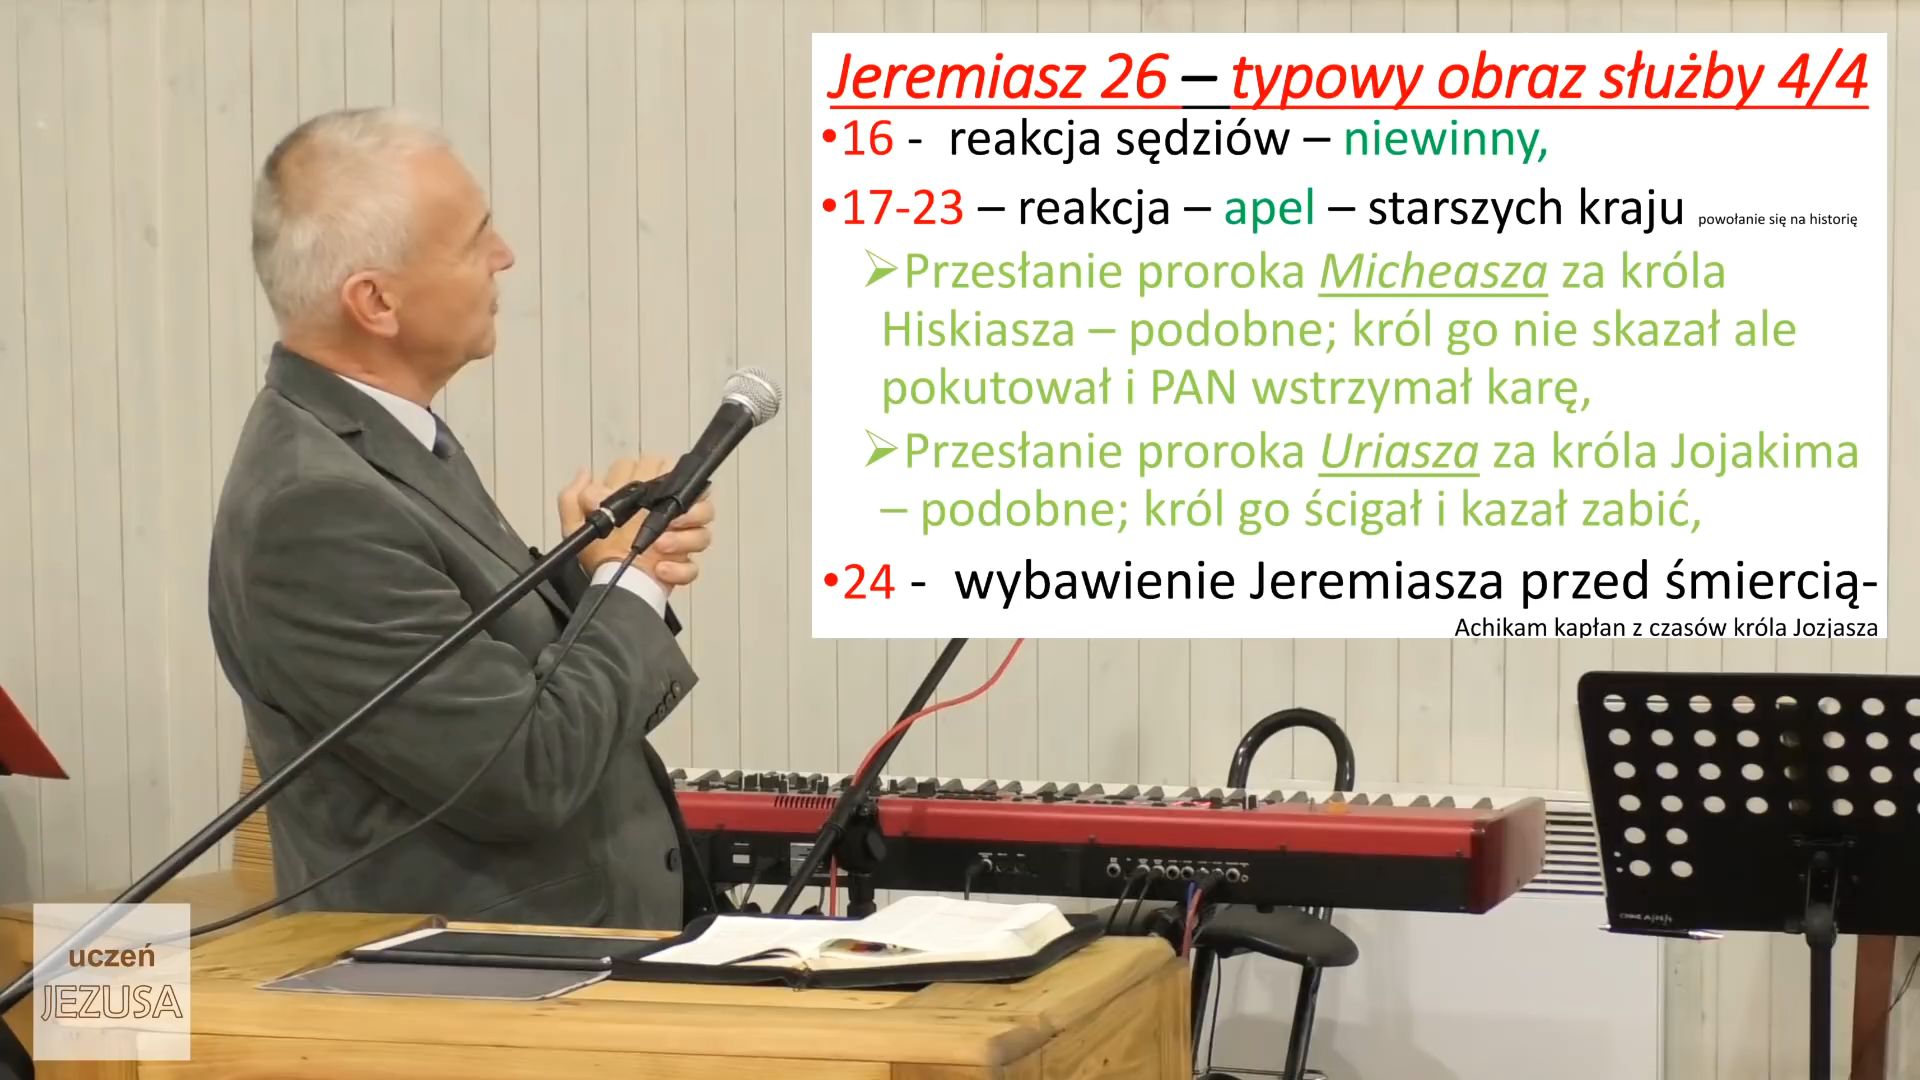 Jeremiasz 26 – typowy obraz służby 4/4
•16 - reakcja sędziów – niewinny,
•17-23 – reakcja – apel – starszych kraju powołanie się na historię
➢Przesłanie proroka Micheasza za króla
Hiskiasza – podobne; król go nie skazał ale
pokutował i PAN wstrzymał karę,
➢Przesłanie proroka Uriasza za króla Jojakima
– podobne; król go ścigał i kazał zabić,
•24 - wybawienie Jeremiasza przed śmiercią-
Achikam kapłan z czasów króla Jozjasza
uczeń
JEZUSA